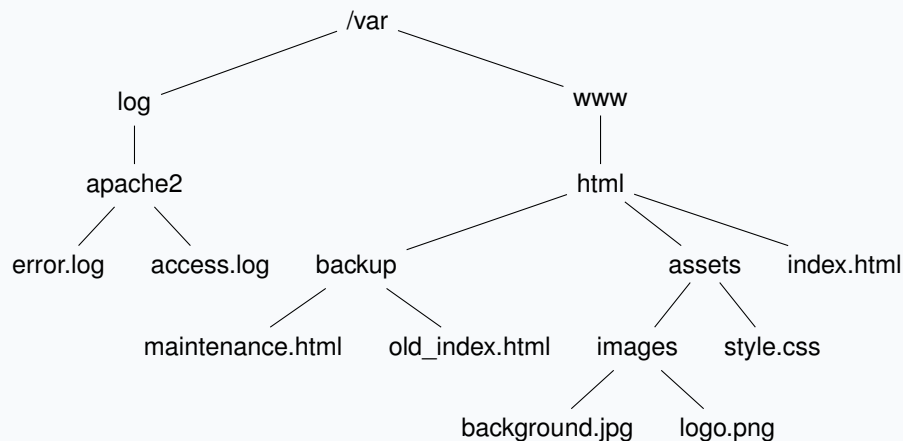 /var
log www
apache2 html
error.log access.log backup assets index.html
maintenance.html old_index.html images style.css
background.jpg logo.png